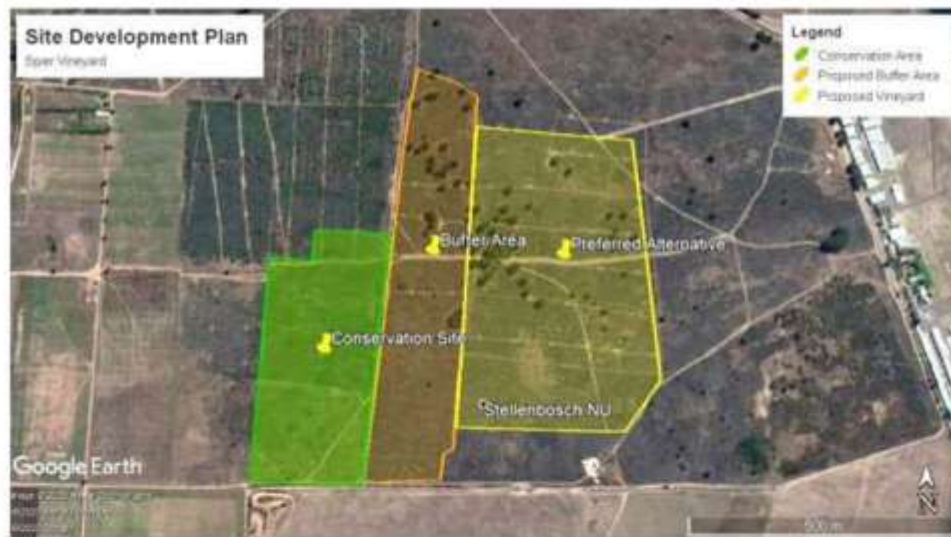 Site Development Plan
Spier Vineyard
Legend
Conservation Area
Proposed Buffer Area
Proposed Vineyard
Buffer Area
Preferred Alternative
Conservation Site
Stellenbosch NU
Google Earth
N
500 m